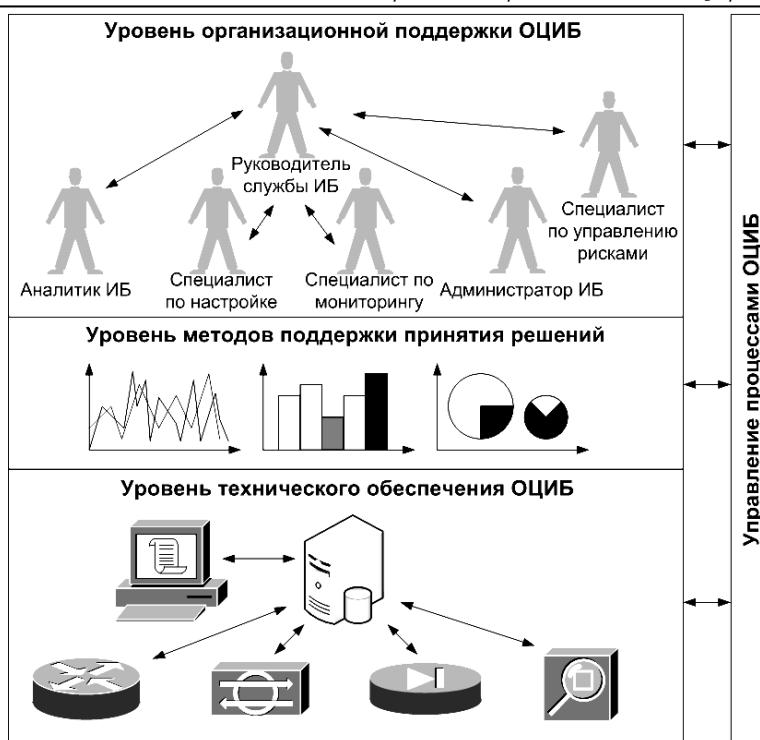 Уровень организационной поддержки ОЦИБ
Руководитель
службы ИБ
Специалист
по управлению
рисками
Аналитик ИБ
Специалист
по настройке
Специалист по
мониторингу
Администратор ИБ
Уровень методов поддержки принятия решений
Уровень технического обеспечения ОЦИБ
Управление процессами ОЦИБ